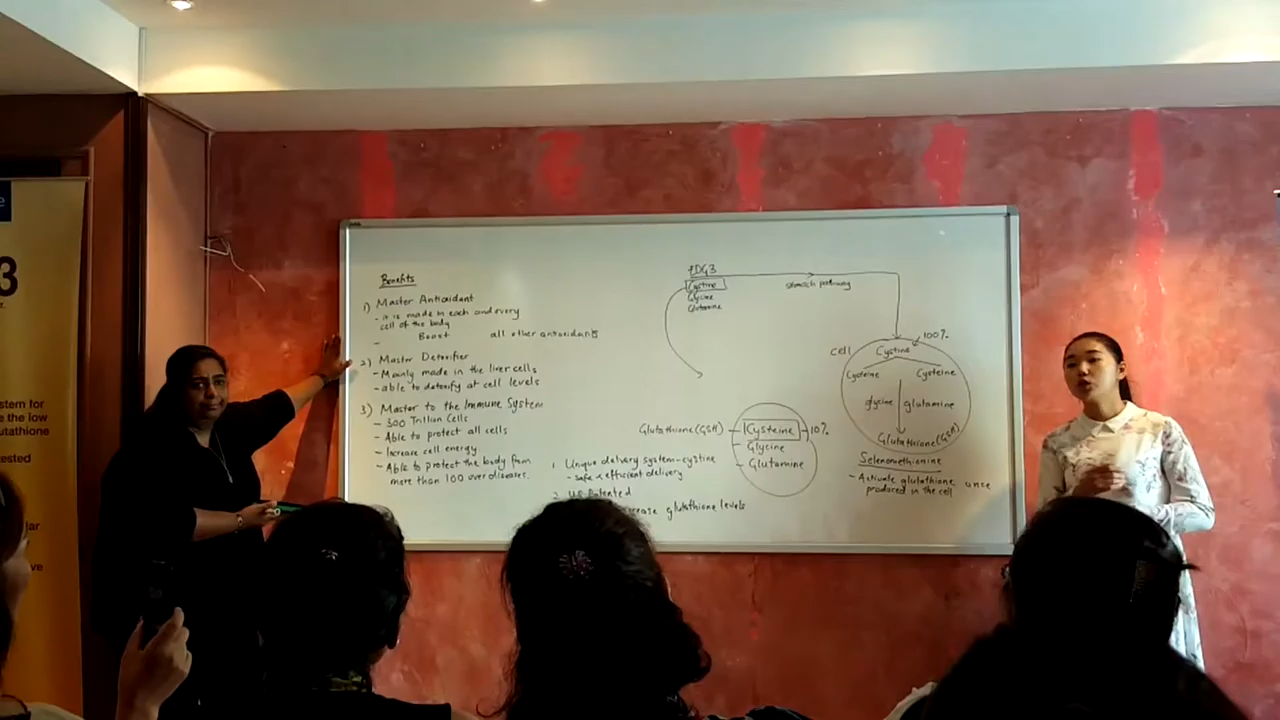 e
3
stem for
e the low
utathione
tested
ar
ve
Benefits
1) Master Antioxidant
- it is made in each and every
cell of the body
- Boost all other antioxidants
2) Master Detoxifier
- Mainly made in the liver cells
- able to detoxify at cell levels
3) Master to the Immune System
- 300 Trillion Cells
- Able to protect all cells
- Increase cell energy
- Able to protect the body from
more than 100 over diseases.
Cystine
Glycine
Glutamine
stomach pathway
Glutathione(GSH) - Cysteine - 10%
- Glycine
- Glutamine
1. Unique delivery system-cystine
- safe & efficient delivery
2. US Patented
crease glutathione levels
cell
100%
Cystine
Cysteine Cysteine
glycine glutamine
Glutathione(GSH)
Selenomethionine
- Activate glutathione once
produced in the cell